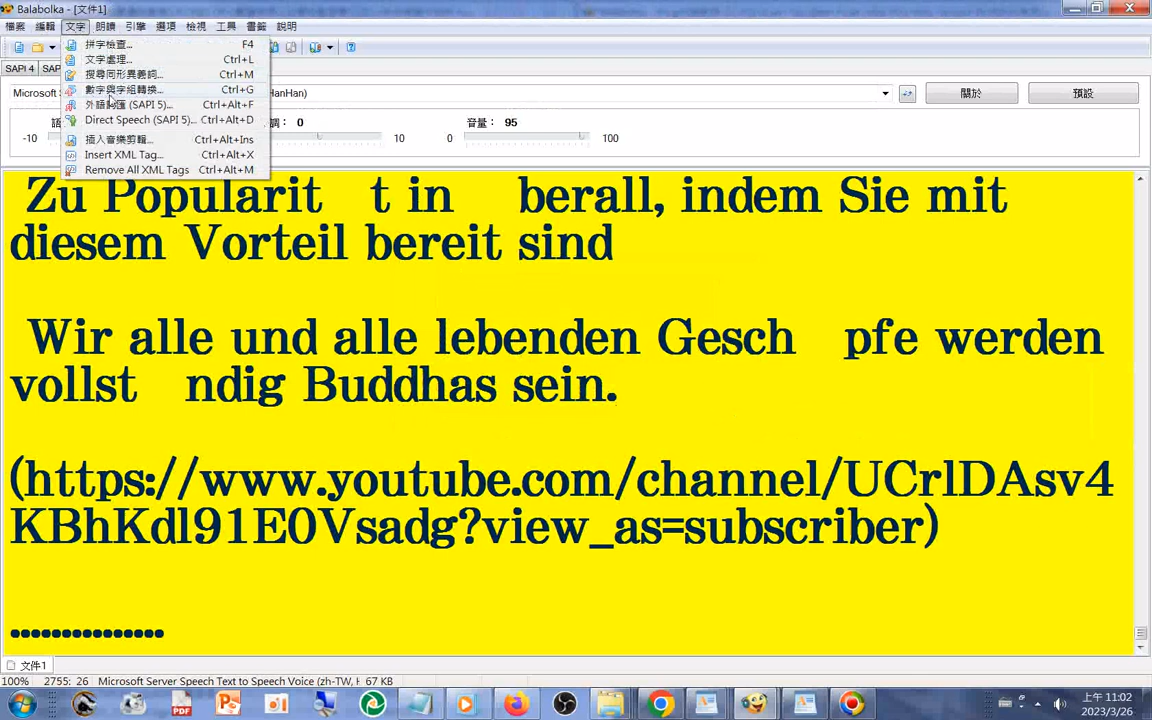 Balabolka - [文件1]
檔案 編輯 文字 朗讀 引擎 選項 檢視 工具 書籤 說明
拼字檢查... F4
文字處理... Ctrl+L
SAPI 4 SAP
搜尋同形異義詞... Ctrl+M
數字與字組轉換... Ctrl+G
Microsoft HanHan) 關於 預設
外語詞匯 (SAPI 5)... Ctrl+Alt+F
Direct Speech (SAPI 5)... Ctrl+Alt+D
0 音量: 95
-10 10 0 100
插入音樂剪輯... Ctrl+Alt+Ins
Insert XML Tag... Ctrl+Alt+X
Remove All XML Tags Ctrl+Alt+M
Zu Popularit t in berall, indem Sie mit
diesem Vorteil bereit sind
Wir alle und alle lebenden Gesch pfe werden
vollst ndig Buddhas sein.
(https://www.youtube.com/channel/UCrlDAsv4
KBhKdl91E0Vsadg?view_as=subscriber)
...............
文件1
100% 2755: 26 Microsoft Server Speech Text to Speech Voice (zh-TW, 67 KB
上午 11:02
2023/3/26